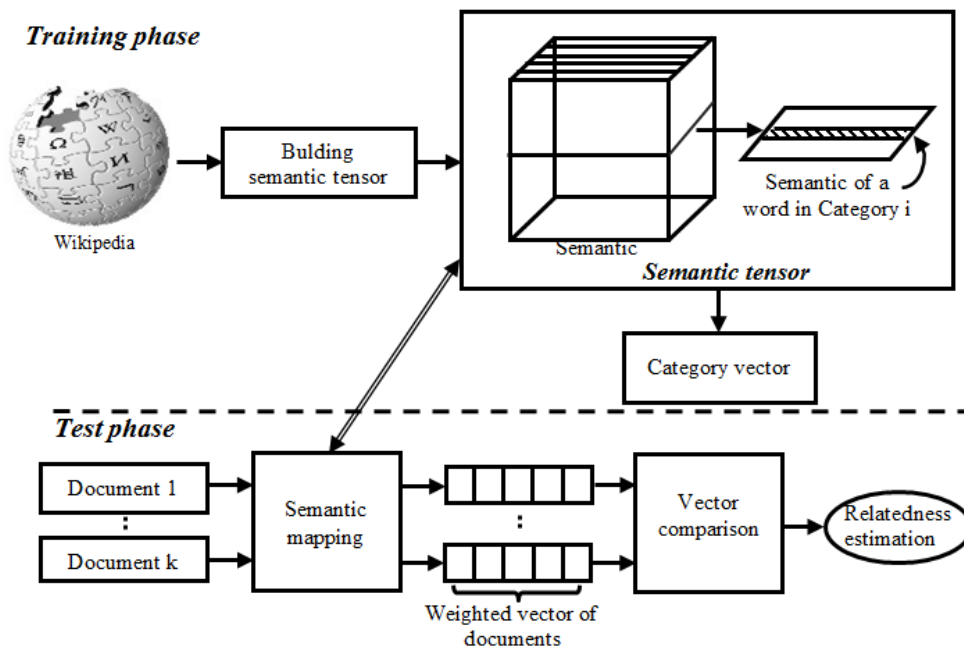 Training phase
Wikipedia
Bulding
semantic tensor
Semantic
Semantic of a
word in Category i
Semantic tensor
Category vector
Test phase
Document 1
:
Document k
Semantic
mapping
:
Weighted vector of
documents
Vector
comparison
Relatedness
estimation